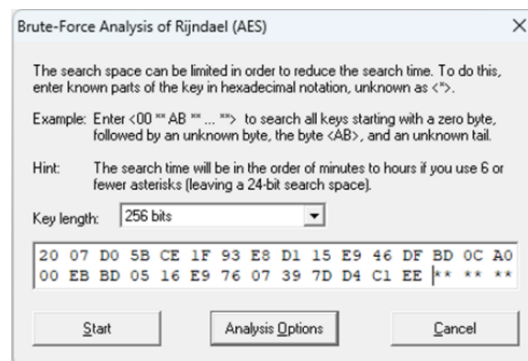 Brute-Force Analysis of Rijndael (AES)
The search space can be limited in order to reduce the search time. To do this,
enter known parts of the key in hexadecimal notation, unknown as <*>.
Example: Enter <00 ** AB ** ... **> to search all keys starting with a zero byte,
followed by an unknown byte, the byte <AB>, and an unknown tail.
Hint: The search time will be in the order of minutes to hours if you use 6 or
fewer asterisks (leaving a 24-bit search space).
Key length: 256 bits
20 07 D0 5B CE 1F 93 E8 D1 15 E9 46 DF BD 0C A0
00 EB BD 05 16 E9 76 07 39 7D D4 C1 EE ** ** **
Start Analysis Options Cancel